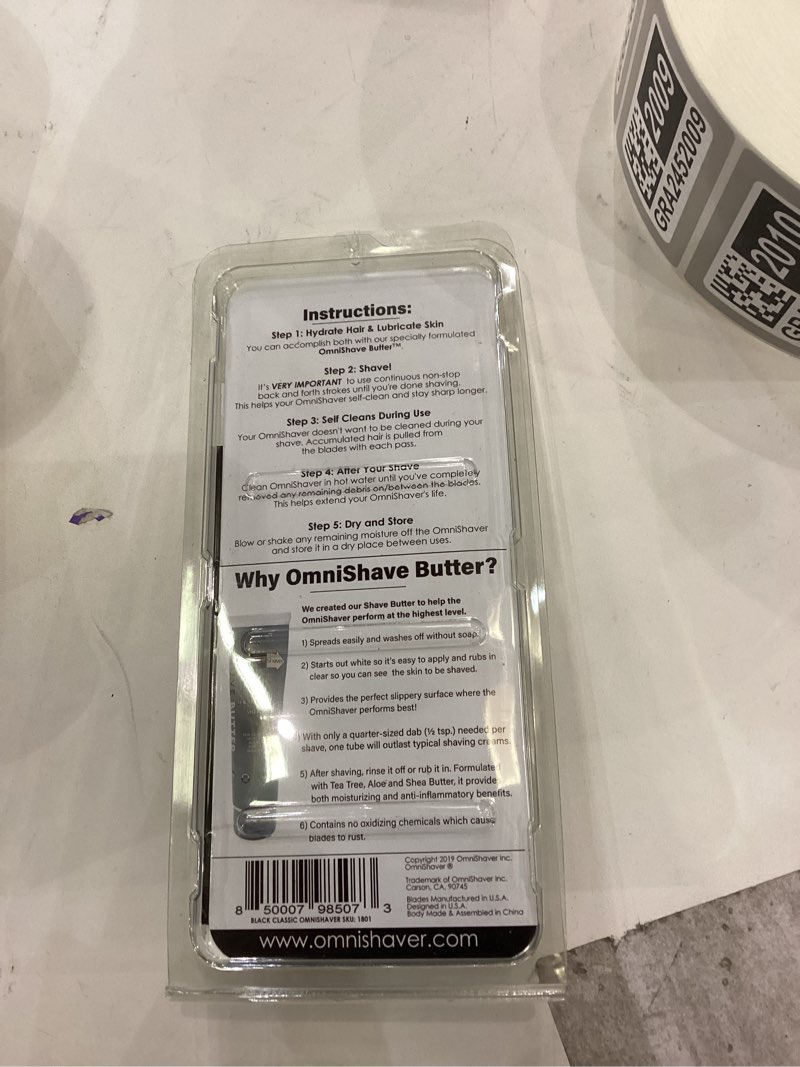 2009
GRA2452009
2010
Instructions:
Step 1: Hydrate Hair & Lubricate Skin
You can accomplish both with our specially formulated
OmniShave Butter™.
Step 2: Shave!
It's VERY IMPORTANT to use continuous non-stop
back and forth strokes until you're done shaving.
This helps your OmniShaver self-clean and stay sharp longer.
Step 3: Self Cleans During Use
Your OmniShaver doesn't want to be cleaned during your
shave. Accumulated hair is pulled from
the blades with each pass.
Step 4: After Your Shave
Clean OmniShaver in hot water until you've completely
removed any remaining debris on/between the blades.
This helps extend your OmniShaver's life.
Step 5: Dry and Store
Blow or shake any remaining moisture off the OmniShaver
and store it in a dry place between uses.
Why OmniShave Butter?
We created our Shave Butter to help the
OmniShaver perform at the highest level.
1) Spreads easily and washes off without soap.
2) Starts out white so it's easy to apply and rubs in
clear so you can see the skin to be shaved.
3) Provides the perfect slippery surface where the
OmniShaver performs best!
) With only a quarter-sized dab (½ tsp.) needed per
shave, one tube will outlast typical shaving creams.
5) After shaving, rinse it off or rub it in. Formulated
with Tea Tree, Aloe and Shea Butter, it provides
both moisturizing and anti-inflammatory benefits.
6) Contains no oxidizing chemicals which cause
blades to rust.
Shave
BUTTER
8 50007 98507 3
BLACK CLASSIC OMNISHAVER SKU: 1801
Copyright 2019 OmniShaver Inc.
OmniShaver ®
Trademark of OmniShaver Inc.
Carson, CA. 90745
Blades Manufactured in U.S.A.
Designed in U.S.A.
Body Made & Assembled in China
www.omnishaver.com